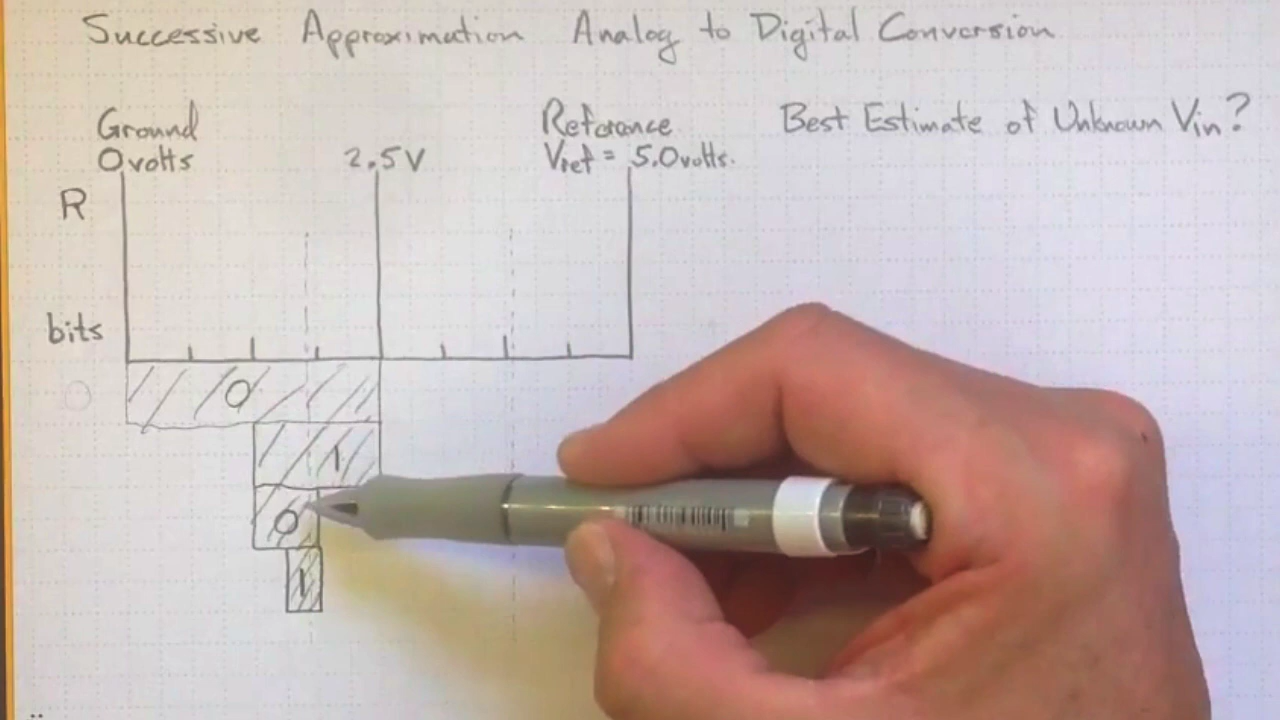 Successive Approximation Analog to Digital Conversion
Ground
0 volts
2.5V
Reference
Vref = 5.0 volts.
Best Estimate of Unknown Vin?
R
bits
0
1
0
1